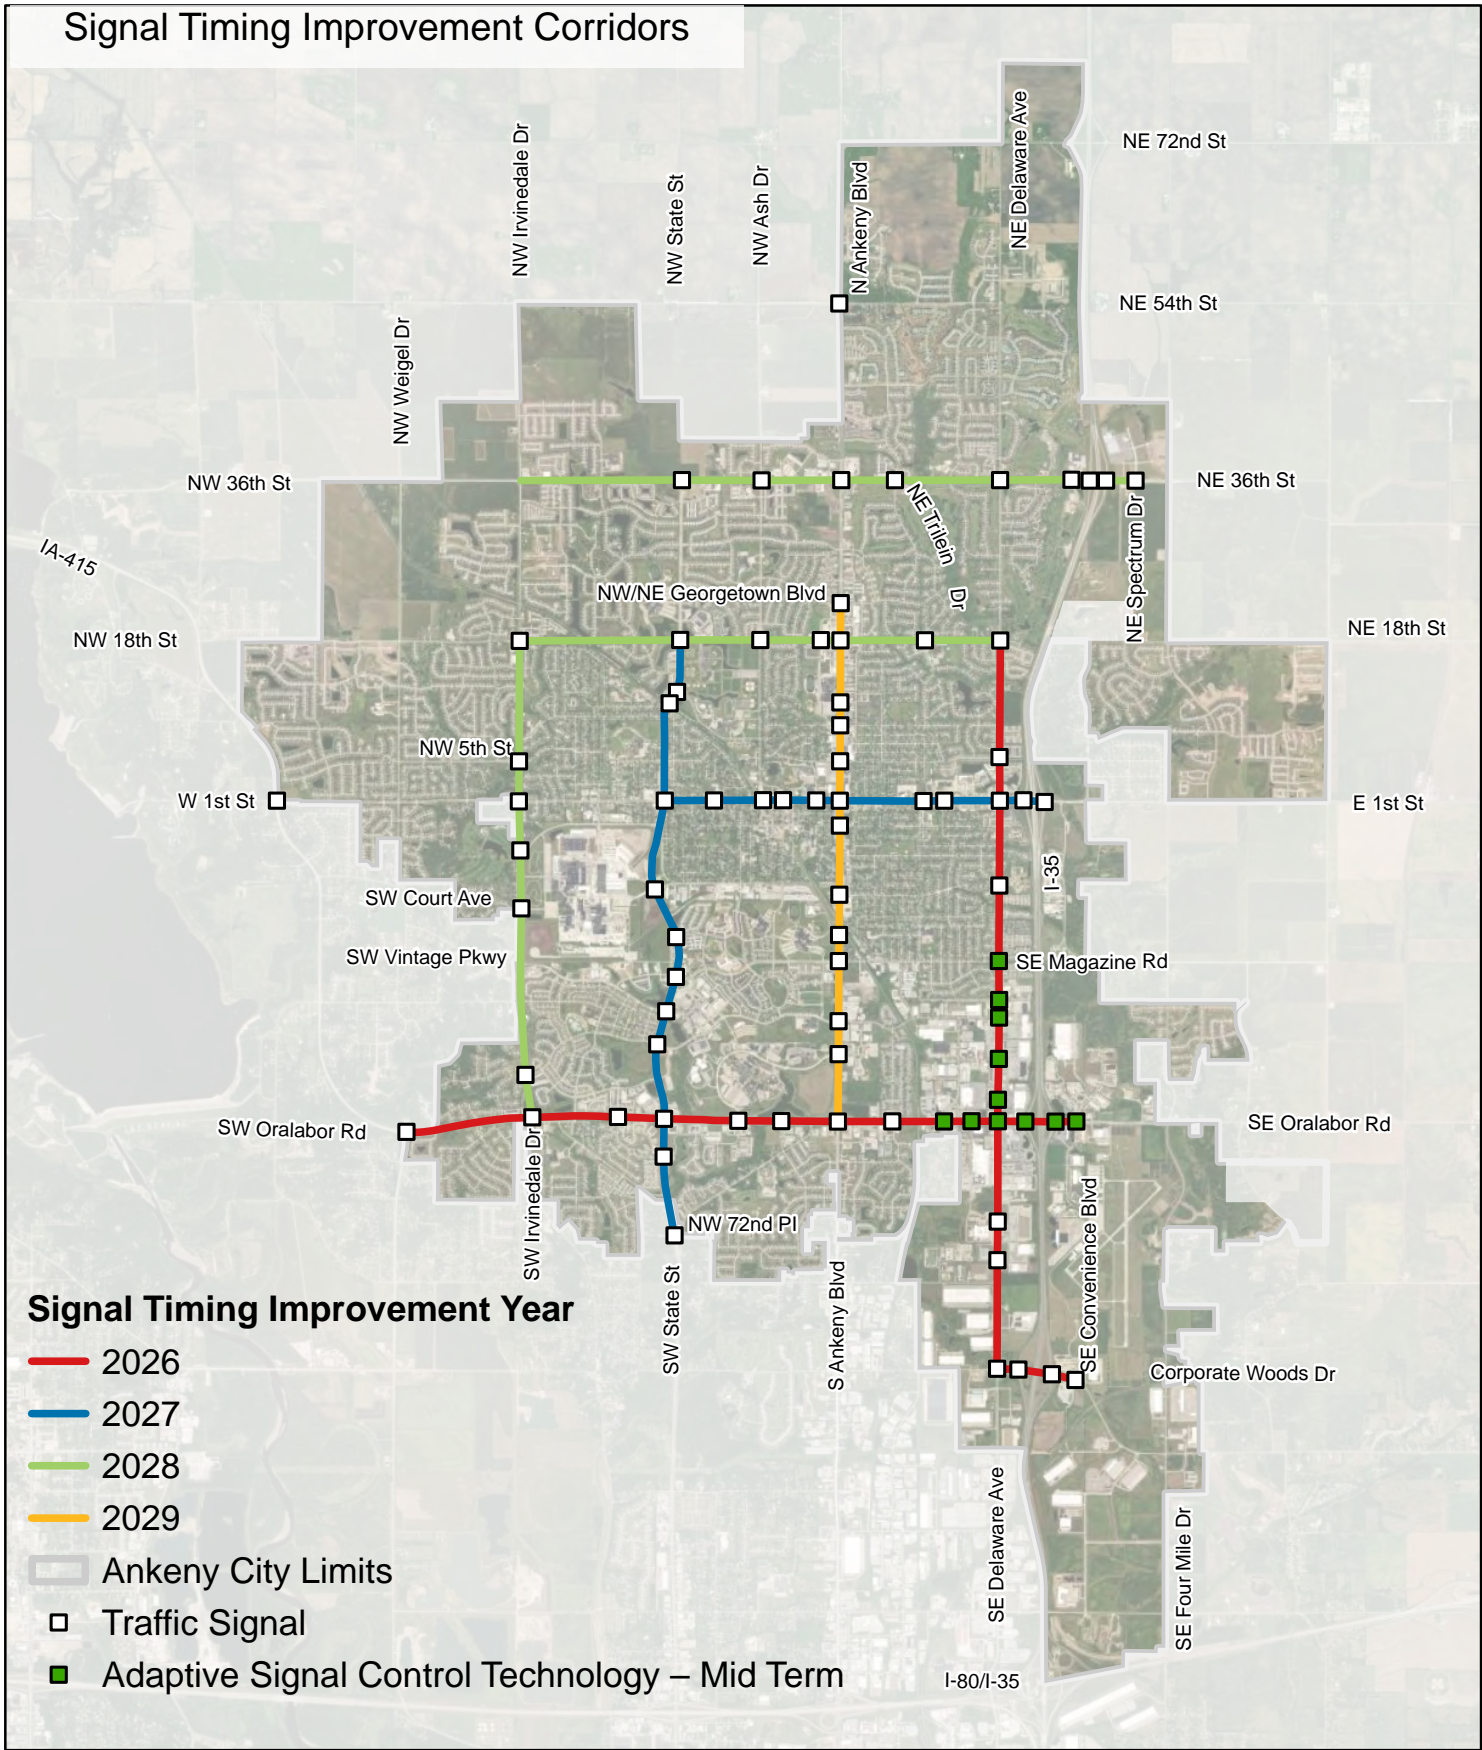 Signal Timing Improvement Corridors
NW Irvinedale Dr
NW State St
NW Ash Dr
N Ankeny Blvd
NE Delaware Ave
NE 72nd St
NE 54th St
NW Weigel Dr
NW 36th St
NE 36th St
NE Trilein
Dr
NE Spectrum Dr
IA-415
NW/NE Georgetown Blvd
NW 18th St
NE 18th St
NW 5th St
W 1st St
E 1st St
I-35
SW Court Ave
SW Vintage Pkwy
SE Magazine Rd
SW Oralabor Rd
SE Oralabor Rd
SW Irvinedale Dr
NW 72nd Pl
SW State St
S Ankeny Blvd
SE Convenience Blvd
Corporate Woods Dr
SE Delaware Ave
SE Four Mile Dr
I-80/I-35
Signal Timing Improvement Year
2026
2027
2028
2029
Ankeny City Limits
Traffic Signal
Adaptive Signal Control Technology – Mid Term